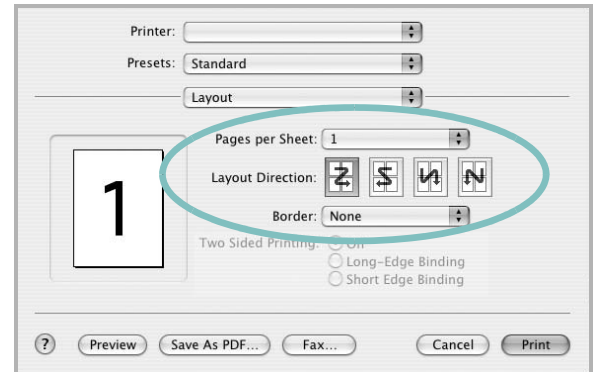 Printer:
Presets: Standard
Layout
Pages per Sheet: 1
Layout Direction:
Border: None
1
Two Sided Printing:
Long-Edge Binding
Short Edge Binding
? Preview Save As PDF... Fax... Cancel Print